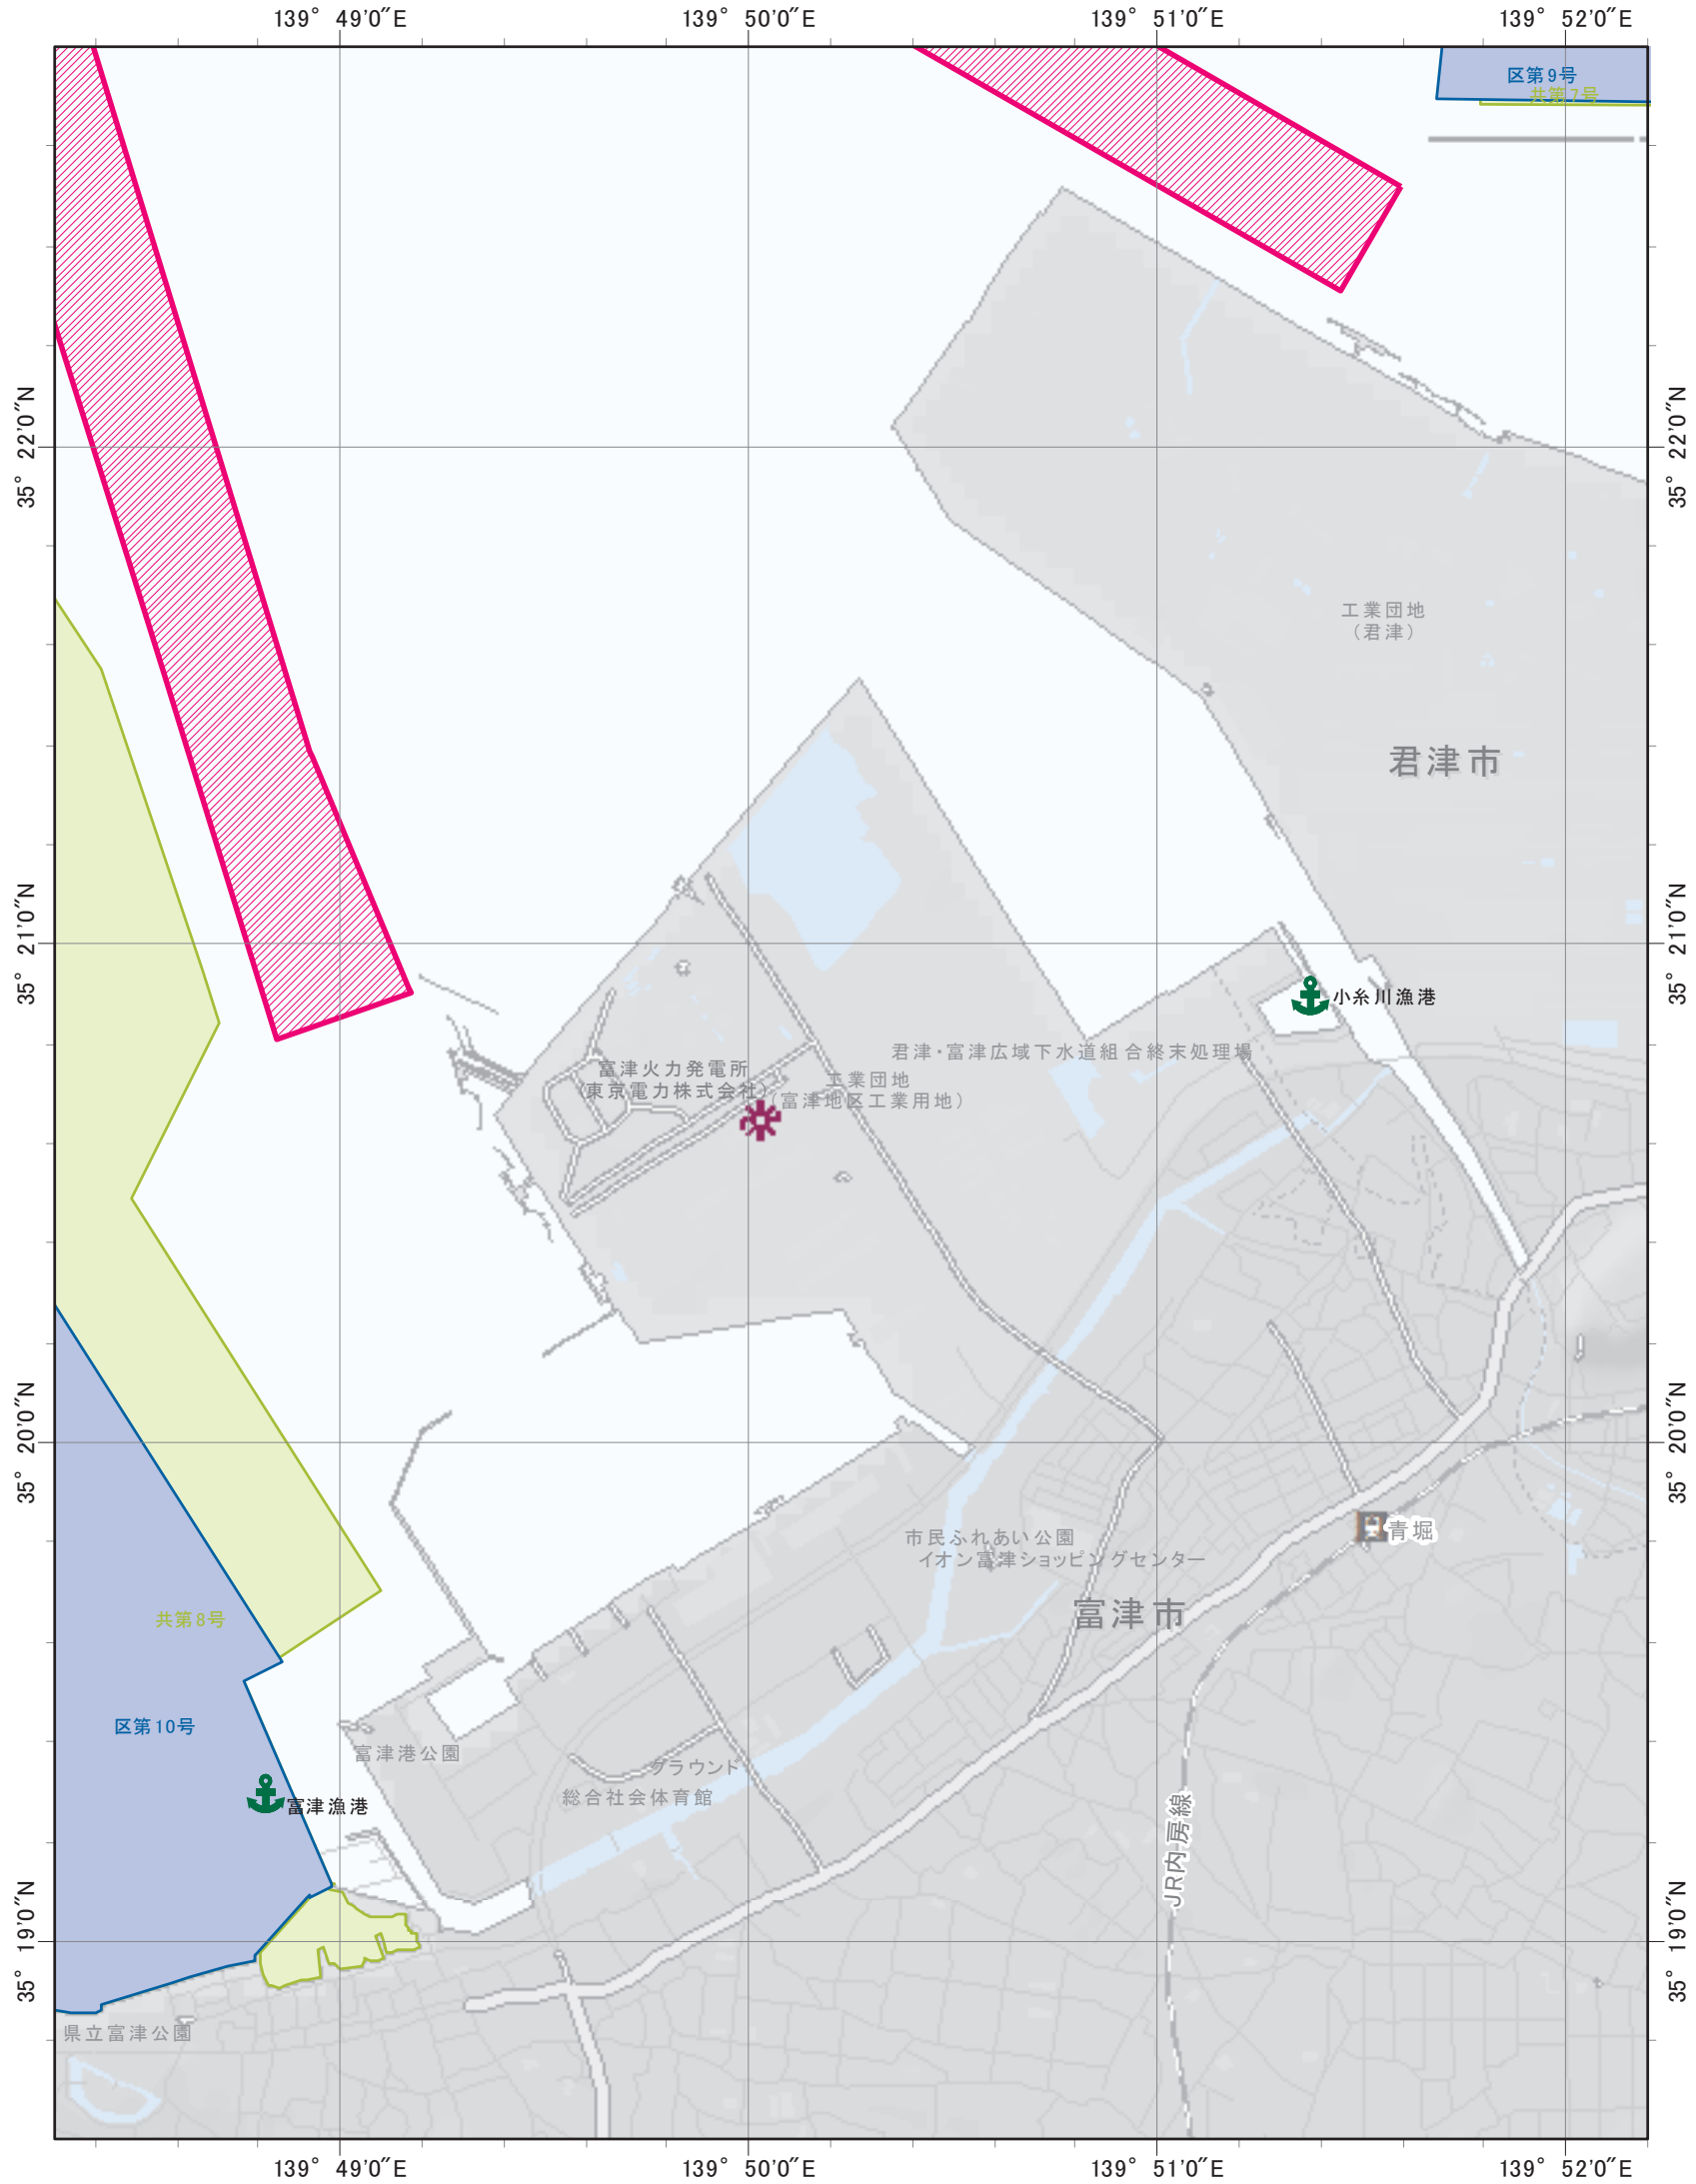 139° 49'0"E
139° 50'0"E
139° 51'0"E
139° 52'0"E
区第9号
共第7号
35° 22'0"N
35° 22'0"N
工業団地
(君津)
君津市
35° 21'0"N
35° 21'0"N
小糸川漁港
君津・富津広域下水道組合終末処理場
富津火力発電所
(東京電力株式会社)
工業団地
(富津地区工業用地)
35° 20'0"N
35° 20'0"N
青堀
市民ふれあい公園
イオン富津ショッピングセンター
富津市
共第8号
区第10号
富津港公園
グラウンド
総合社会体育館
富津漁港
JR内房線
35° 19'0"N
35° 19'0"N
県立富津公園
139° 49'0"E
139° 50'0"E
139° 51'0"E
139° 52'0"E